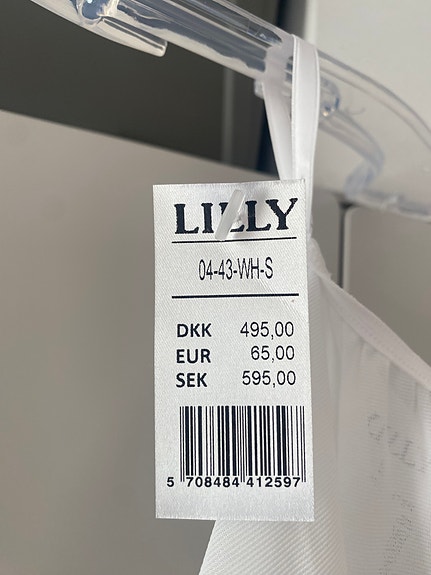 LILLY
04-43-WH-S
DKK 495,00
EUR 65,00
SEK 595,00
5 708484 412597